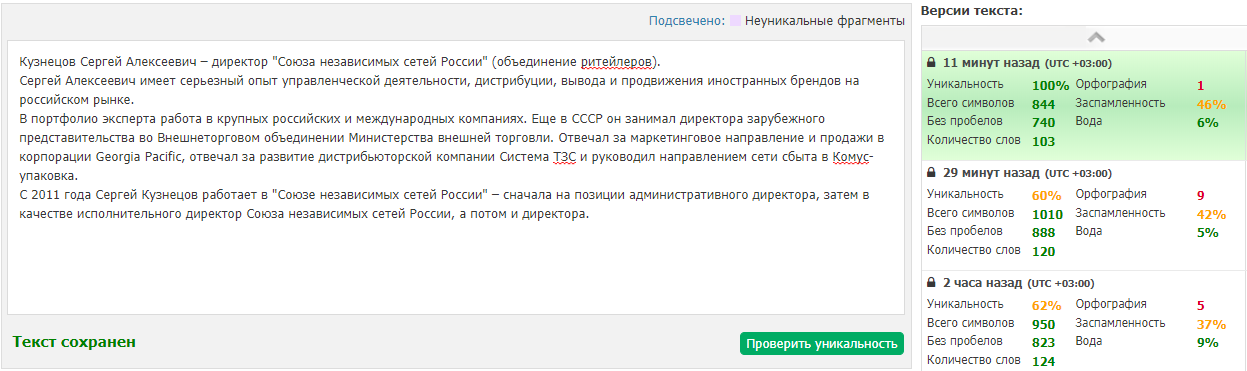 Подсвечено: Неуникальные фрагменты
Кузнецов Сергей Алексеевич – директор "Союза независимых сетей России" (объединение ритейлеров).
Сергей Алексеевич имеет серьезный опыт управленческой деятельности, дистрибуции, вывода и продвижения иностранных брендов на
российском рынке.
В портфолио эксперта работа в крупных российских и международных компаниях. Еще в СССР он занимал директора зарубежного
представительства во Внешнеторговом объединении Министерства внешней торговли. Отвечал за маркетинговое направление и продажи в
корпорации Georgia Pacific, отвечал за развитие дистрибьюторской компании Система ТЗС и руководил направлением сети сбыта в Комус-
упаковка.
С 2011 года Сергей Кузнецов работает в "Союзе независимых сетей России" – сначала на позиции административного директора, затем в
качестве исполнительного директор Союза независимых сетей России, а потом и директора.
Текст сохранен
Проверить уникальность
Версии текста:
11 минут назад (UTC +03:00)
Уникальность 100% Орфография 1
Всего символов 844 Заспамленность 46%
Без пробелов 740 Вода 6%
Количество слов 103
29 минут назад (UTC +03:00)
Уникальность 60% Орфография 9
Всего символов 1010 Заспамленность 42%
Без пробелов 888 Вода 5%
Количество слов 120
2 часа назад (UTC +03:00)
Уникальность 62% Орфография 5
Всего символов 950 Заспамленность 37%
Без пробелов 823 Вода 9%
Количество слов 124